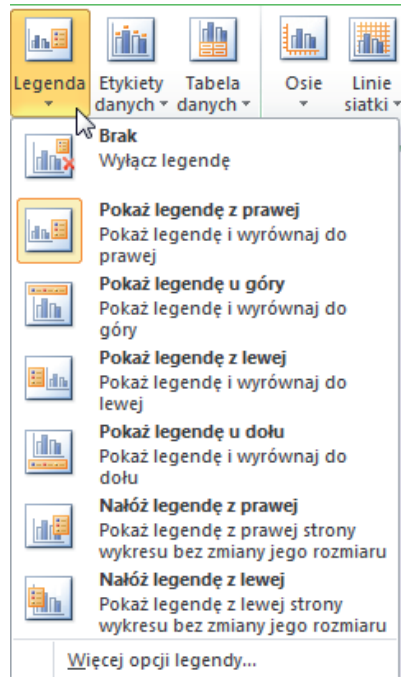 Legenda Etykiety danych Tabela danych Osie Linie siatki
Brak
Wyłącz legendę
Pokaż legendę z prawej
Pokaż legendę i wyrównaj do
prawej
Pokaż legendę u góry
Pokaż legendę i wyrównaj do
góry
Pokaż legendę z lewej
Pokaż legendę i wyrównaj do
lewej
Pokaż legendę u dołu
Pokaż legendę i wyrównaj do
dołu
Nałóż legendę z prawej
Pokaż legendę z prawej strony
wykresu bez zmiany jego rozmiaru
Nałóż legendę z lewej
Pokaż legendę z lewej strony
wykresu bez zmiany jego rozmiaru
Więcej opcji legendy...